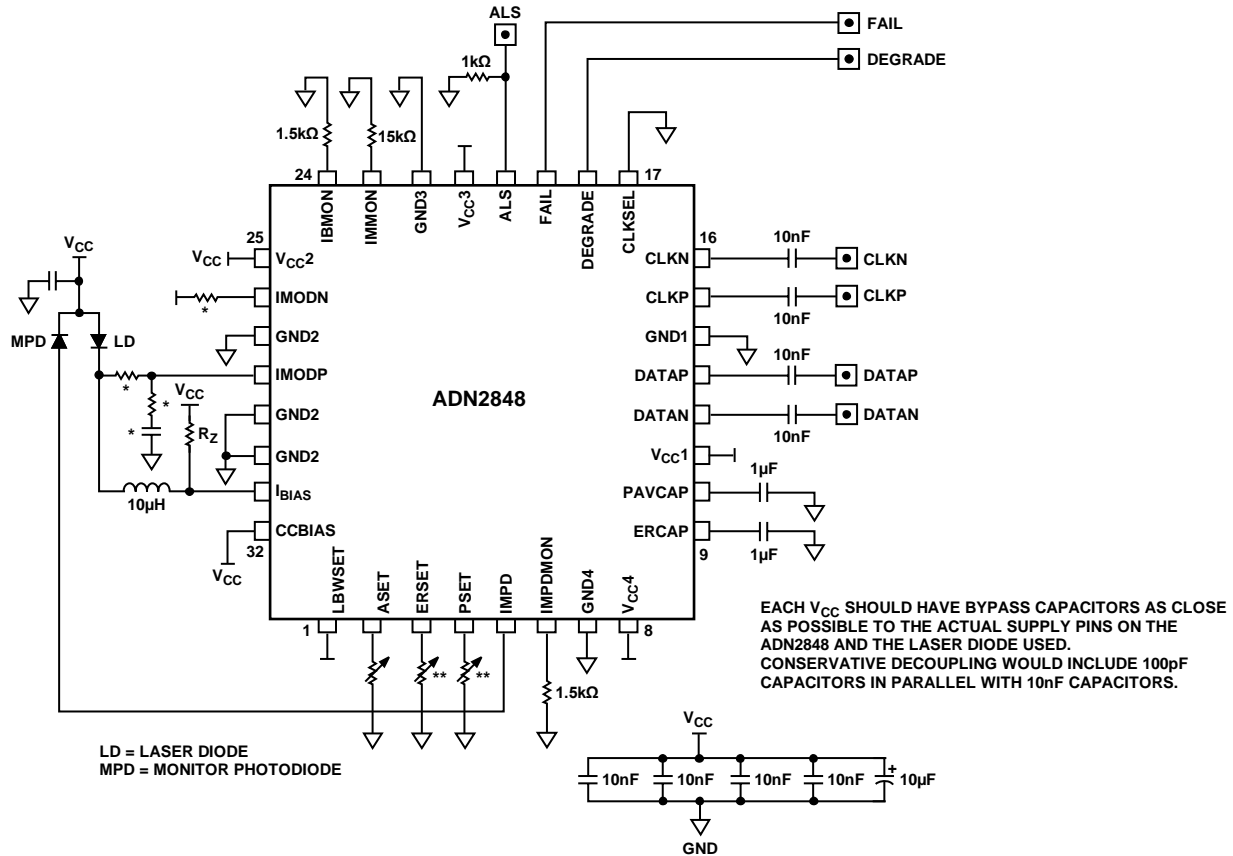 ALS
FAIL
DEGRADE
1kΩ
1.5kΩ
15kΩ
24
17
IBMON
IMMON
GND3
VCC3
ALS
FAIL
DEGRADE
CLKSEL
25
16
VCC
VCC
VCC2
CLKN
10nF
CLKN
IMODN
*
CLKP
10nF
CLKP
MPD
LD
GND2
GND1
10nF
IMODP
DATAP
DATAP
*
VCC
ADN2848
*
GND2
DATAN
DATAN
*
RZ
10nF
GND2
VCC1
1µF
IBIAS
PAVCAP
10µH
CCBIAS
ERCAP
32
9
1µF
VCC
LBWSET
ASET
ERSET
PSET
IMPD
IMPDMON
GND4
VCC4
1
8
**
**
1.5kΩ
EACH VCC SHOULD HAVE BYPASS CAPACITORS AS CLOSE
AS POSSIBLE TO THE ACTUAL SUPPLY PINS ON THE
ADN2848 AND THE LASER DIODE USED.
CONSERVATIVE DECOUPLING WOULD INCLUDE 100pF
CAPACITORS IN PARALLEL WITH 10nF CAPACITORS.
LD = LASER DIODE
MPD = MONITOR PHOTODIODE
VCC
10nF
10nF
10nF
10nF
+
10µF
GND